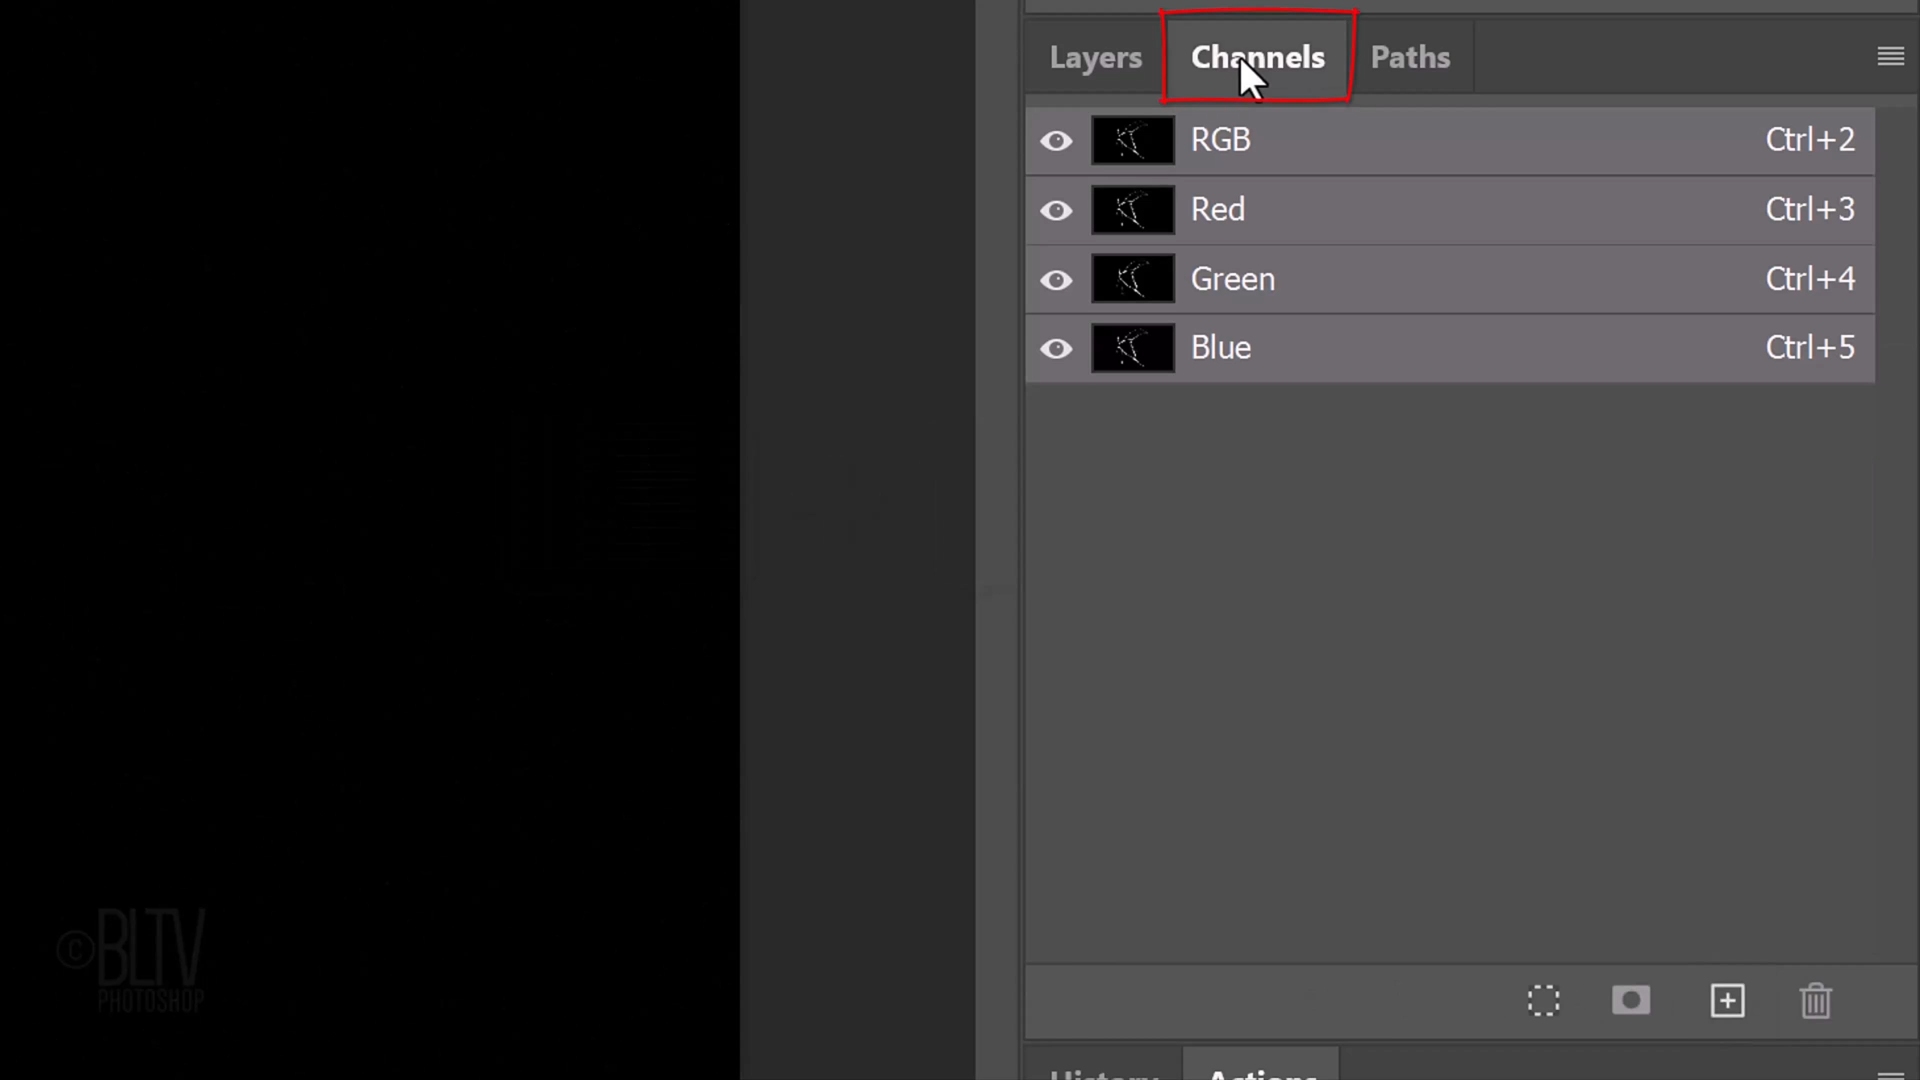 Layers Channels Paths
RGB Ctrl+2
Red Ctrl+3
Green Ctrl+4
Blue Ctrl+5
© BLTV
PHOTOSHOP
History Actions